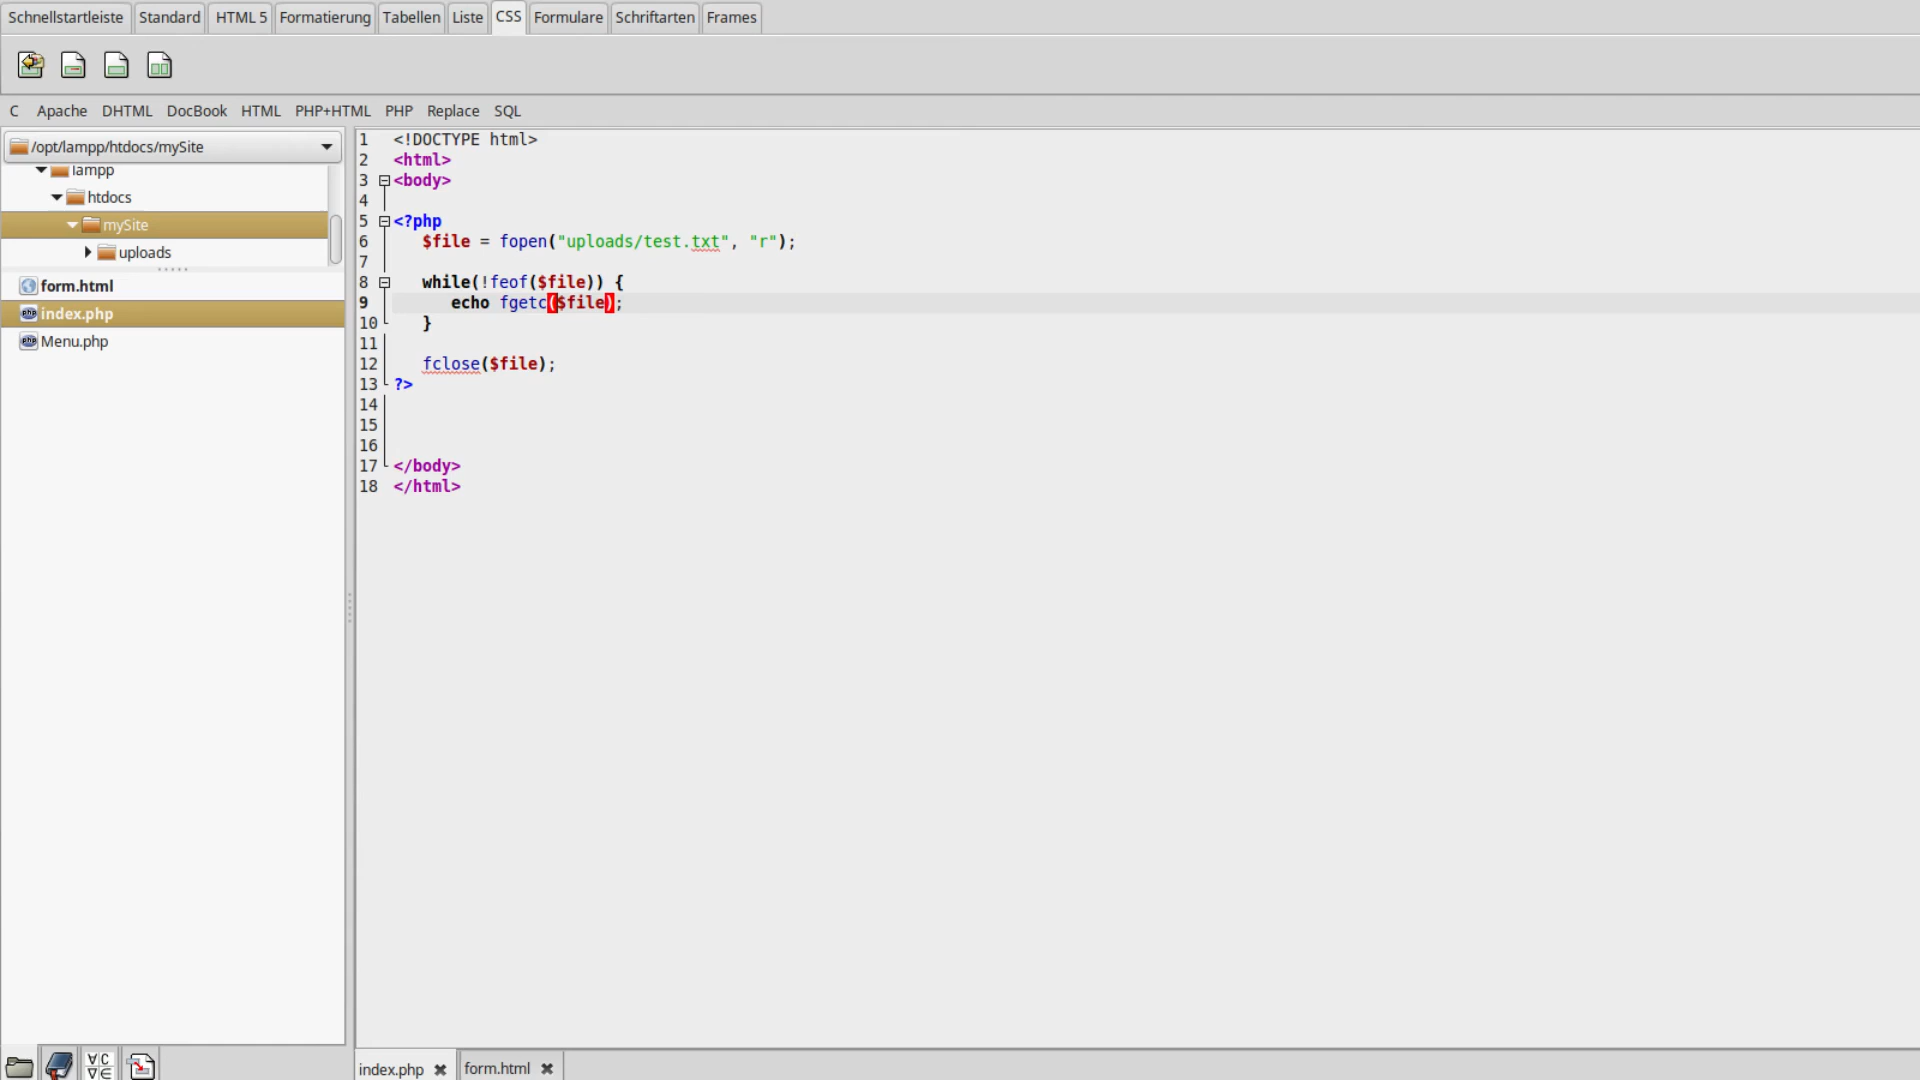 Schnellstartleiste Standard HTML 5 Formatierung Tabellen Liste CSS Formulare Schriftarten Frames
C Apache DHTML DocBook HTML PHP+HTML PHP Replace SQL
/opt/lampp/htdocs/mySite
lampp
htdocs
mySite
uploads
form.html
index.php
Menu.php
1 <!DOCTYPE html>
2 <html>
3 <body>
4
5 <?php
6 $file = fopen("uploads/test.txt", "r");
7
8 while(!feof($file)) {
9 echo fgetc($file);
10 }
11
12 fclose($file);
13 ?>
14
15
16
17 </body>
18 </html>
index.php form.html